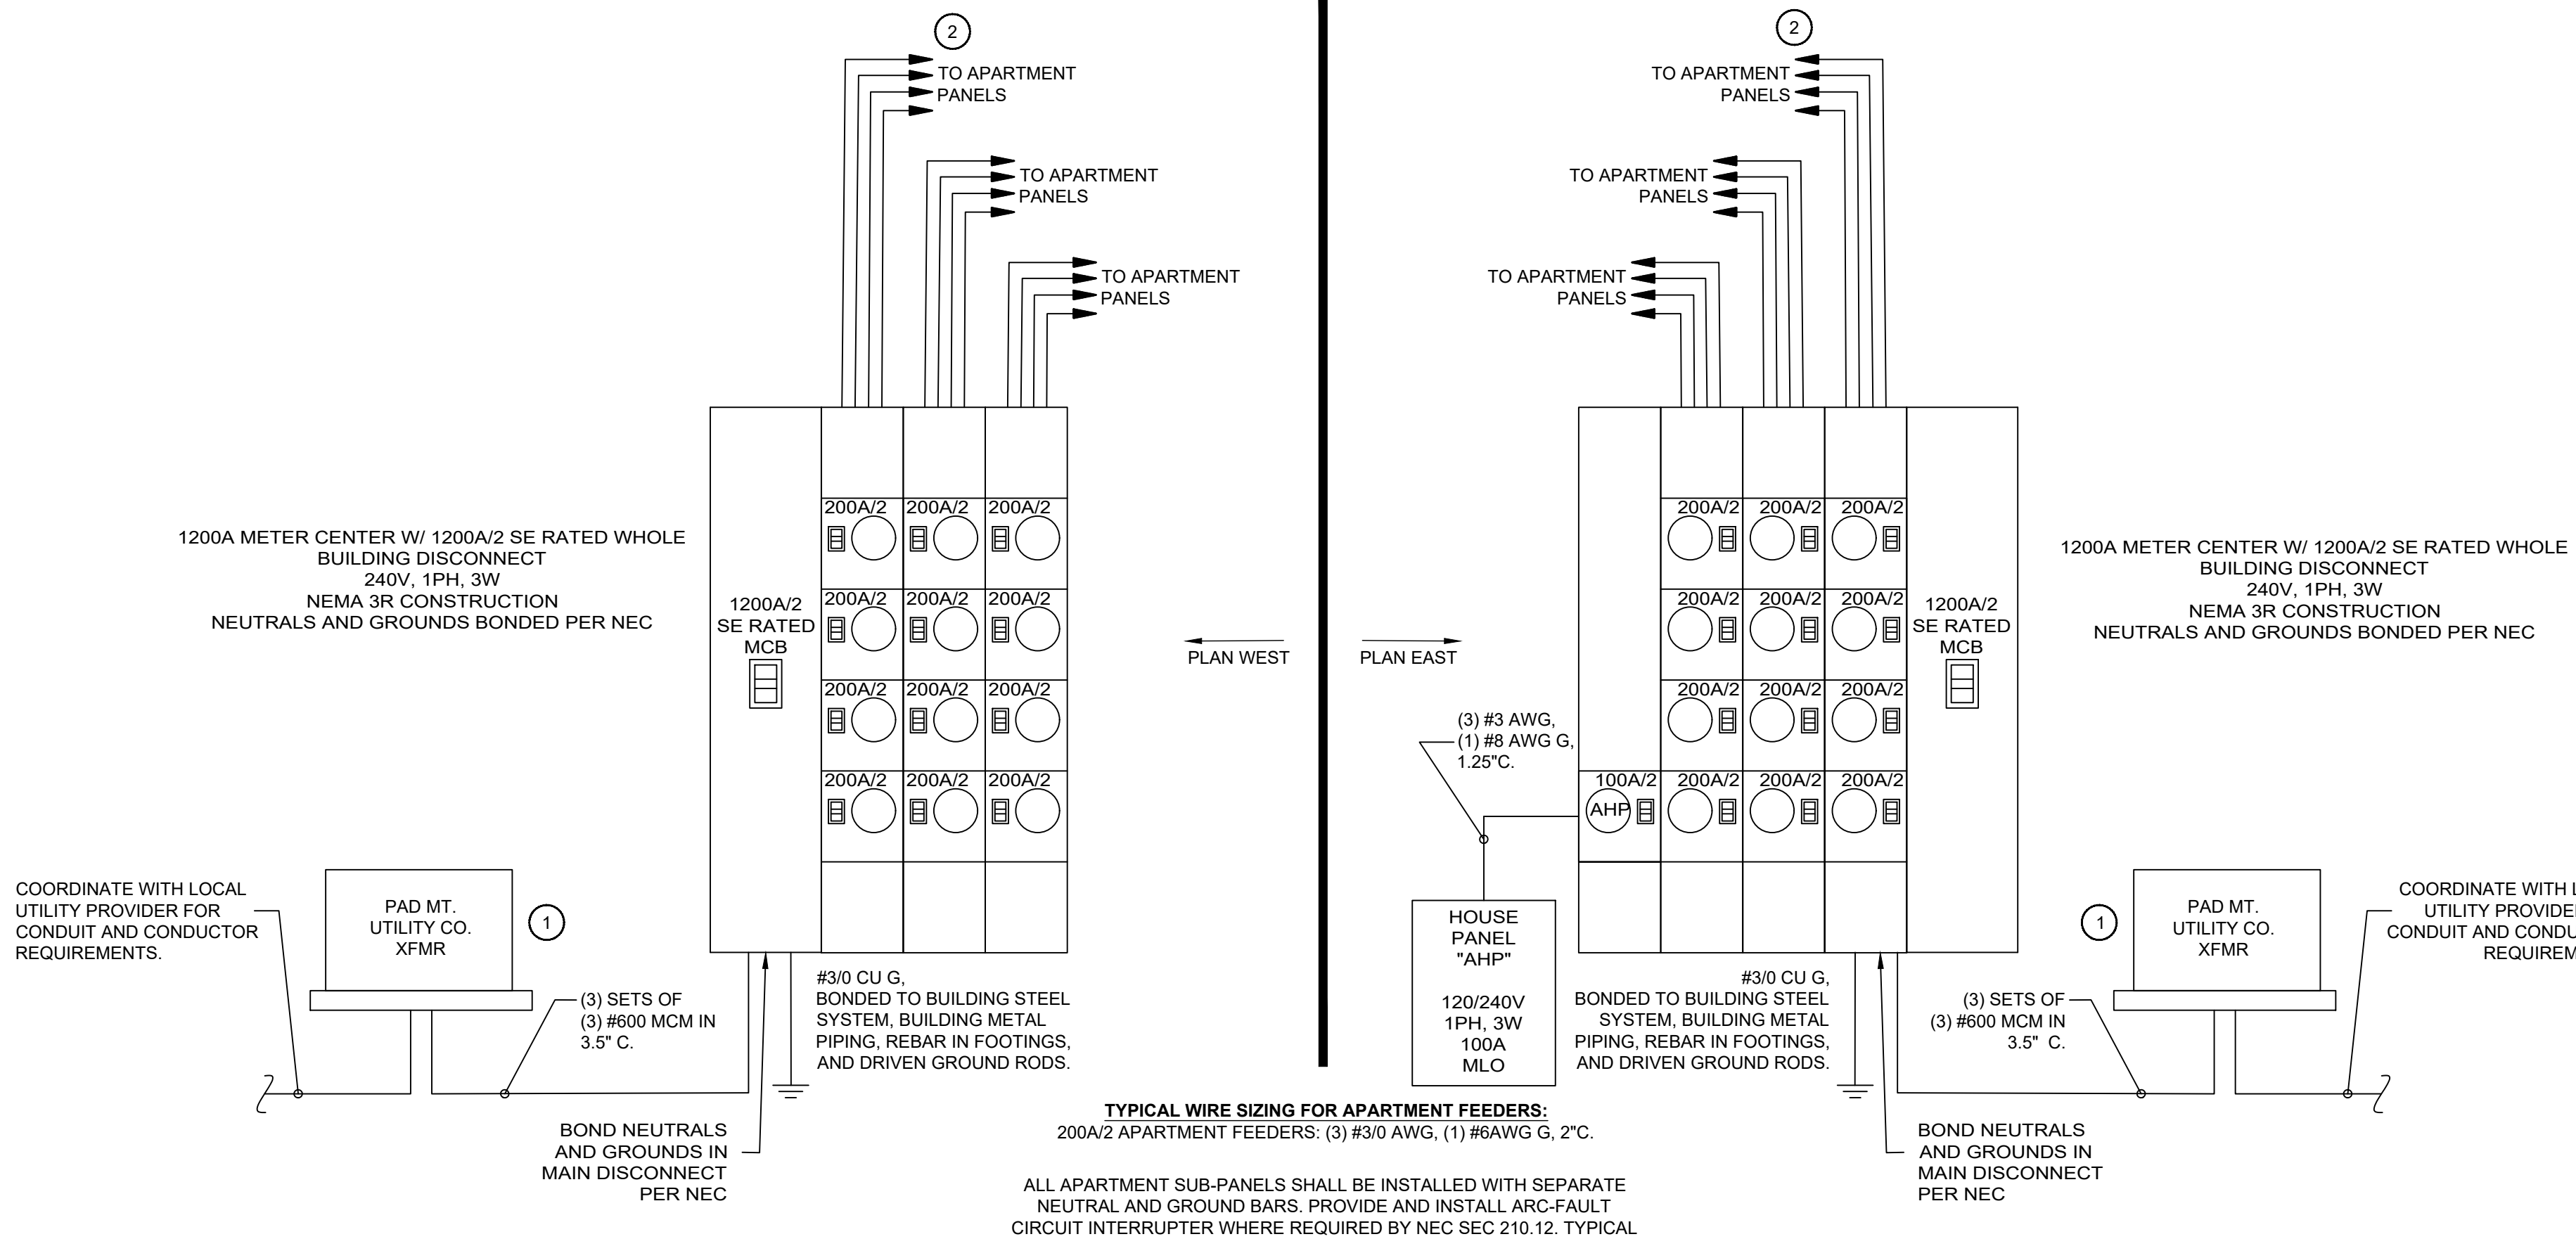 2
TO APARTMENT
PANELS
TO APARTMENT
PANELS
TO APARTMENT
PANELS
1200A METER CENTER W/ 1200A/2 SE RATED WHOLE
BUILDING DISCONNECT
240V, 1PH, 3W
NEMA 3R CONSTRUCTION
NEUTRALS AND GROUNDS BONDED PER NEC
1200A/2
SE RATED
MCB
200A/2 200A/2 200A/2
200A/2 200A/2 200A/2
200A/2 200A/2 200A/2
200A/2 200A/2 200A/2
PLAN WEST
COORDINATE WITH LOCAL
UTILITY PROVIDER FOR
CONDUIT AND CONDUCTOR
REQUIREMENTS.
PAD MT.
UTILITY CO.
XFMR
1
(3) SETS OF
(3) #600 MCM IN
3.5" C.
#3/0 CU G,
BONDED TO BUILDING STEEL
SYSTEM, BUILDING METAL
PIPING, REBAR IN FOOTINGS,
AND DRIVEN GROUND RODS.
BOND NEUTRALS
AND GROUNDS IN
MAIN DISCONNECT
PER NEC
2
TO APARTMENT
PANELS
TO APARTMENT
PANELS
TO APARTMENT
PANELS
PLAN EAST
200A/2 200A/2 200A/2
200A/2 200A/2 200A/2
200A/2 200A/2 200A/2
100A/2 200A/2 200A/2 200A/2
AHP
1200A/2
SE RATED
MCB
1200A METER CENTER W/ 1200A/2 SE RATED WHOLE
BUILDING DISCONNECT
240V, 1PH, 3W
NEMA 3R CONSTRUCTION
NEUTRALS AND GROUNDS BONDED PER NEC
(3) #3 AWG,
(1) #8 AWG G,
1.25"C.
HOUSE
PANEL
"AHP"
120/240V
1PH, 3W
100A
MLO
#3/0 CU G,
BONDED TO BUILDING STEEL
SYSTEM, BUILDING METAL
PIPING, REBAR IN FOOTINGS,
AND DRIVEN GROUND RODS.
(3) SETS OF
(3) #600 MCM IN
3.5" C.
1
PAD MT.
UTILITY CO.
XFMR
COORDINATE WITH
UTILITY
CONDUIT AND
BOND NEUTRALS
AND GROUNDS IN
MAIN DISCONNECT
PER NEC
TYPICAL WIRE SIZING FOR APARTMENT FEEDERS:
200A/2 APARTMENT FEEDERS: (3) #3/0 AWG, (1) #6AWG G, 2"C.
ALL APARTMENT SUB-PANELS SHALL BE INSTALLED WITH SEPARATE
NEUTRAL AND GROUND BARS. PROVIDE AND INSTALL ARC-FAULT
CIRCUIT INTERRUPTER WHERE REQUIRED BY NEC SEC 210.12. TYPICAL